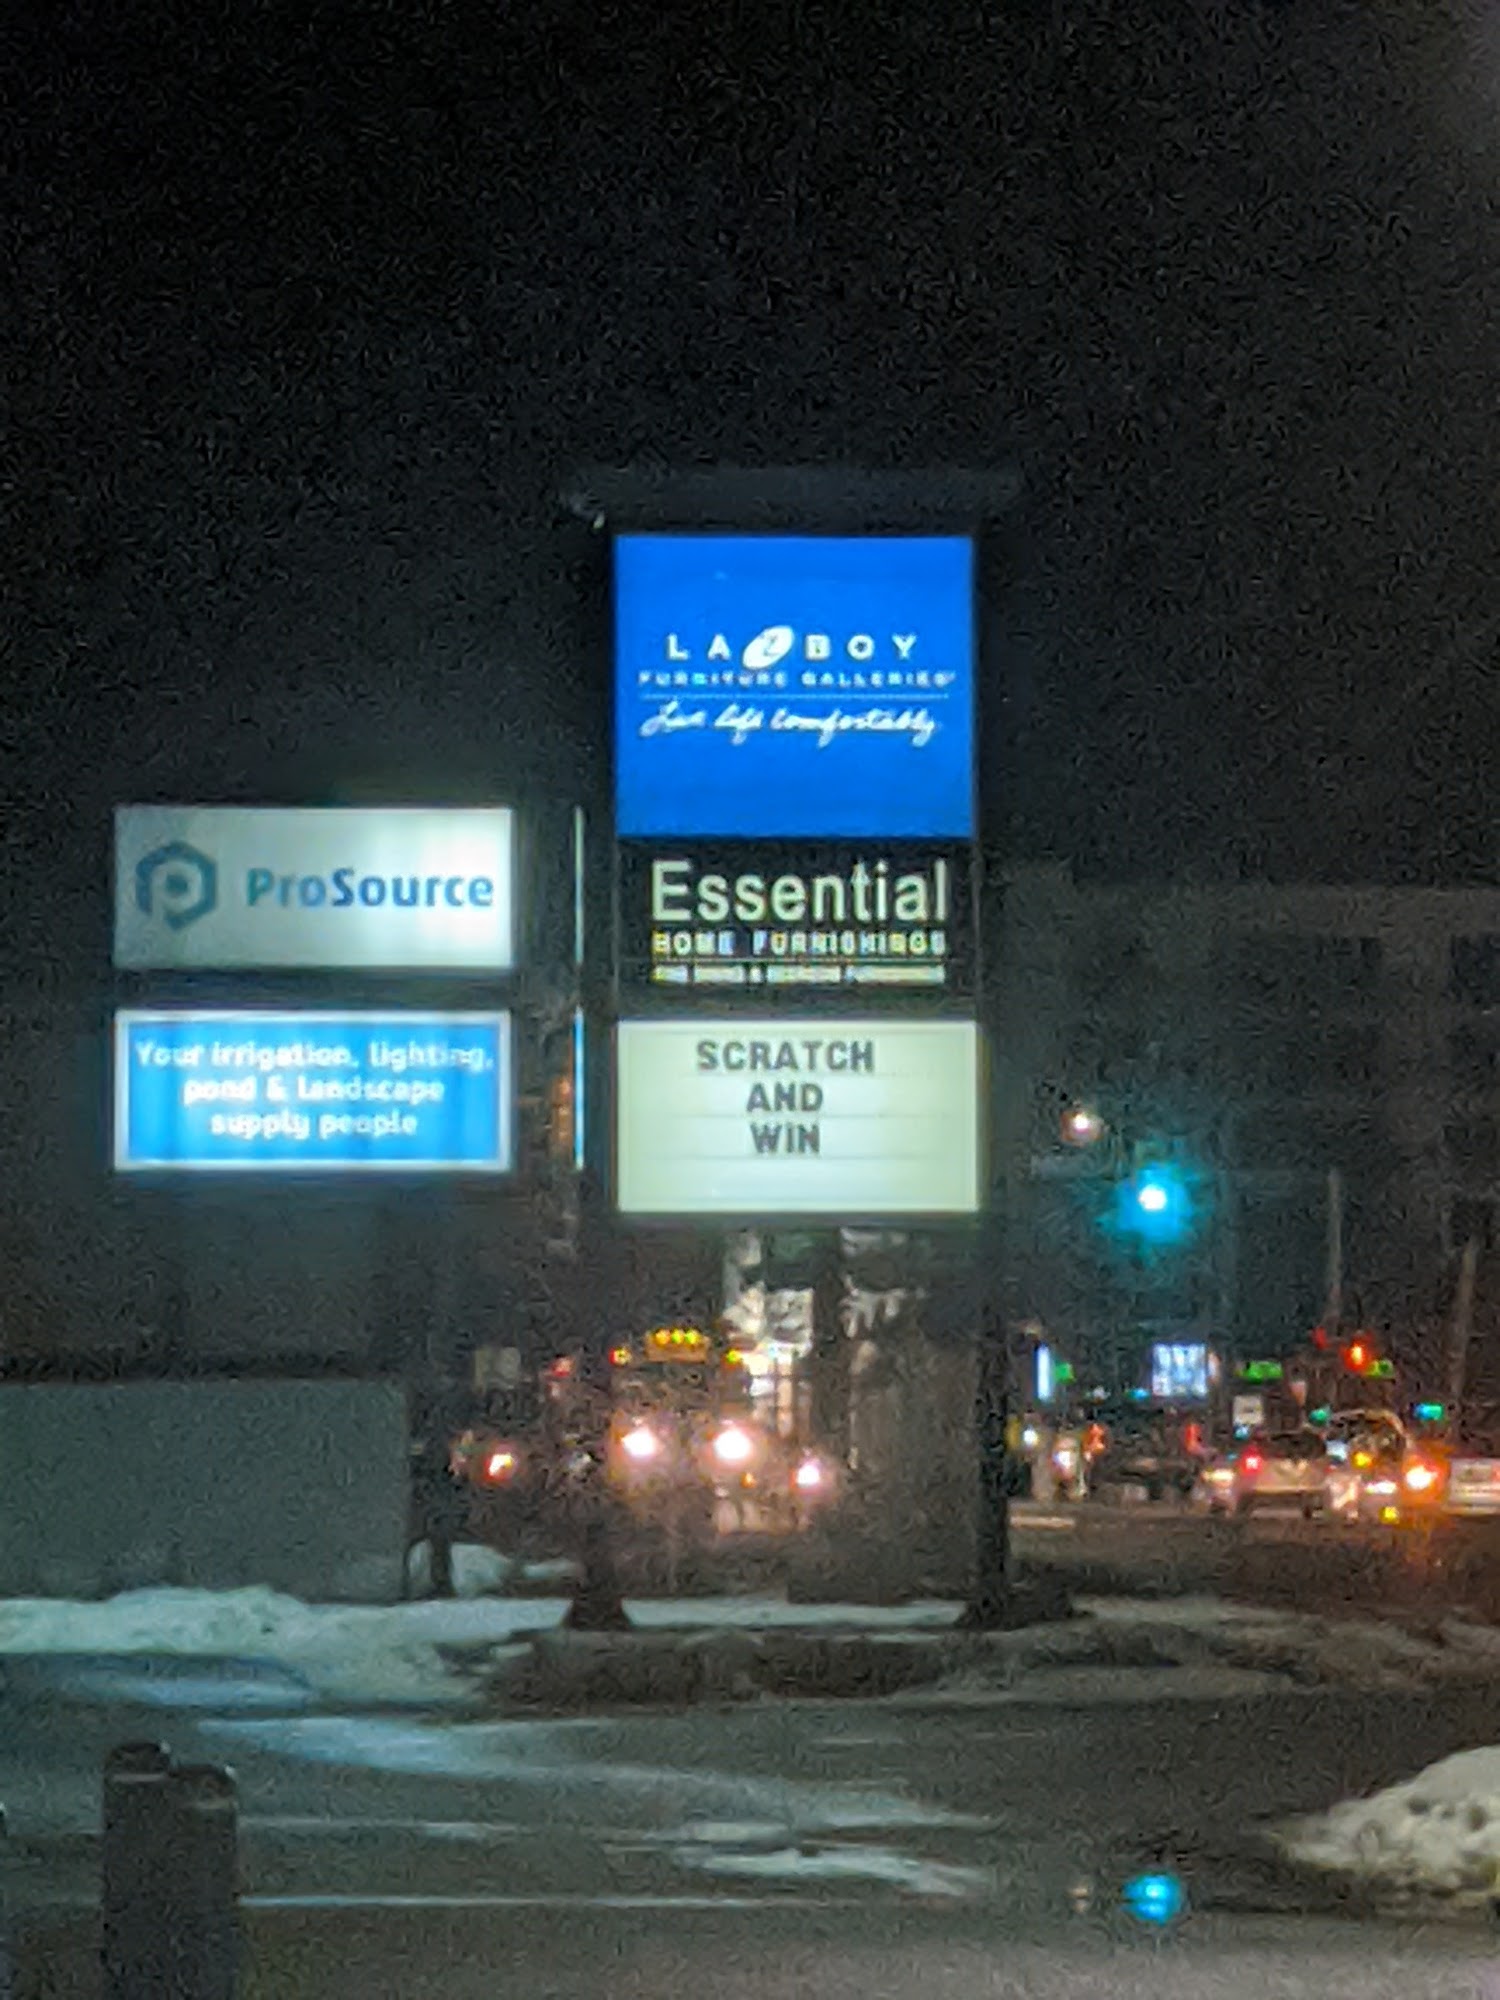 LA Z BOY
FURNITURE GALLERIES
Live life comfortably.
ProSource
Your irrigation, lighting,
pond & landscape
supply people
Essential
HOME FURNISHINGS
SCRATCH
AND
WIN